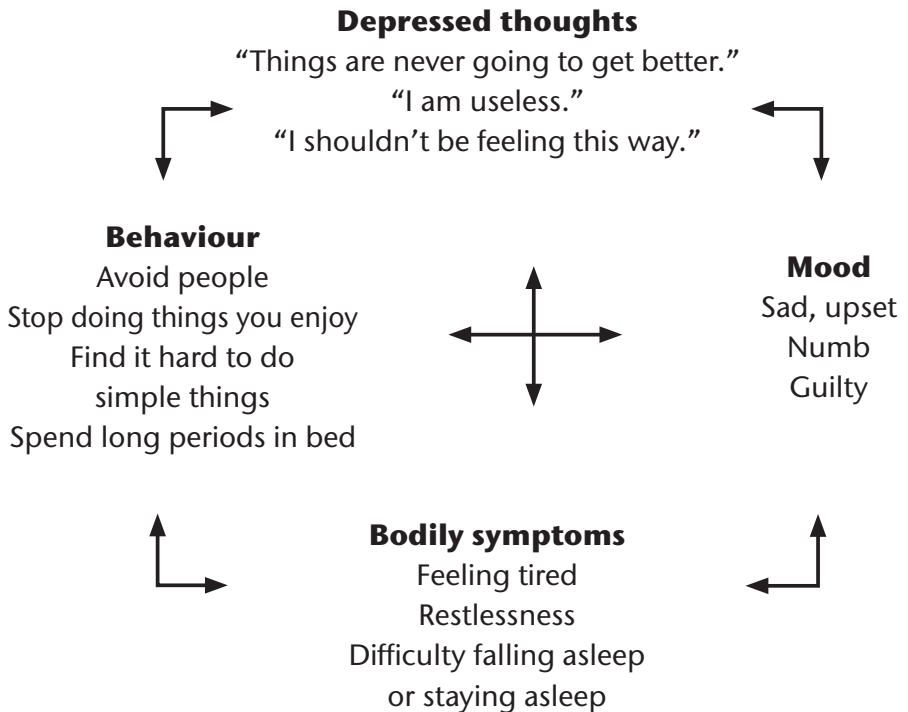 Depressed thoughts
“Things are never going to get better.”
“I am useless.”
“I shouldn’t be feeling this way.”
Behaviour
Avoid people
Stop doing things you enjoy
Find it hard to do
simple things
Spend long periods in bed
Mood
Sad, upset
Numb
Guilty
Bodily symptoms
Feeling tired
Restlessness
Difficulty falling asleep
or staying asleep